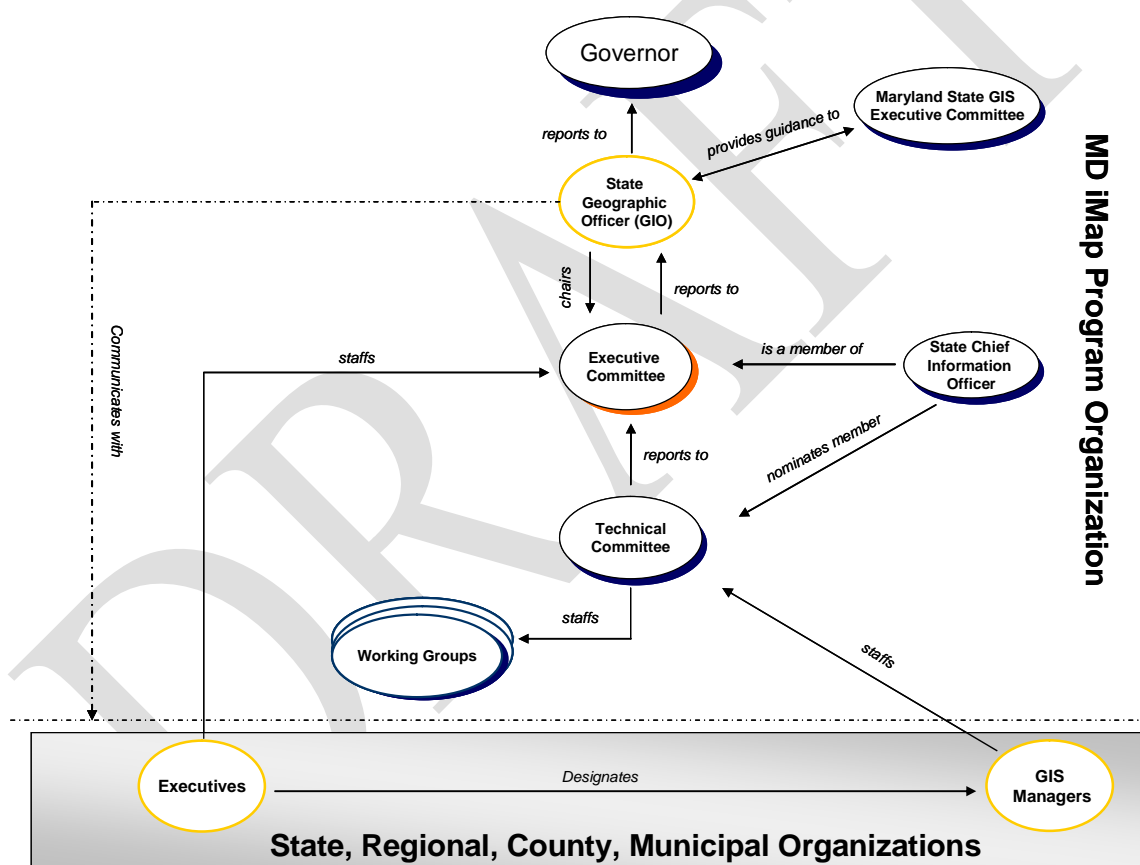 Governor
Maryland State GIS
Executive Committee
reports to
provides guidance to
State
Geographic
Officer (GIO)
chairs
reports to
Communicates with
staffs
Executive
Committee
is a member of
State Chief
Information
Officer
nominates member
reports to
Technical
Committee
staffs
Working Groups
staffs
MD iMap Program Organization
DRAFT
Executives
Designates
GIS
Managers
State, Regional, County, Municipal Organizations